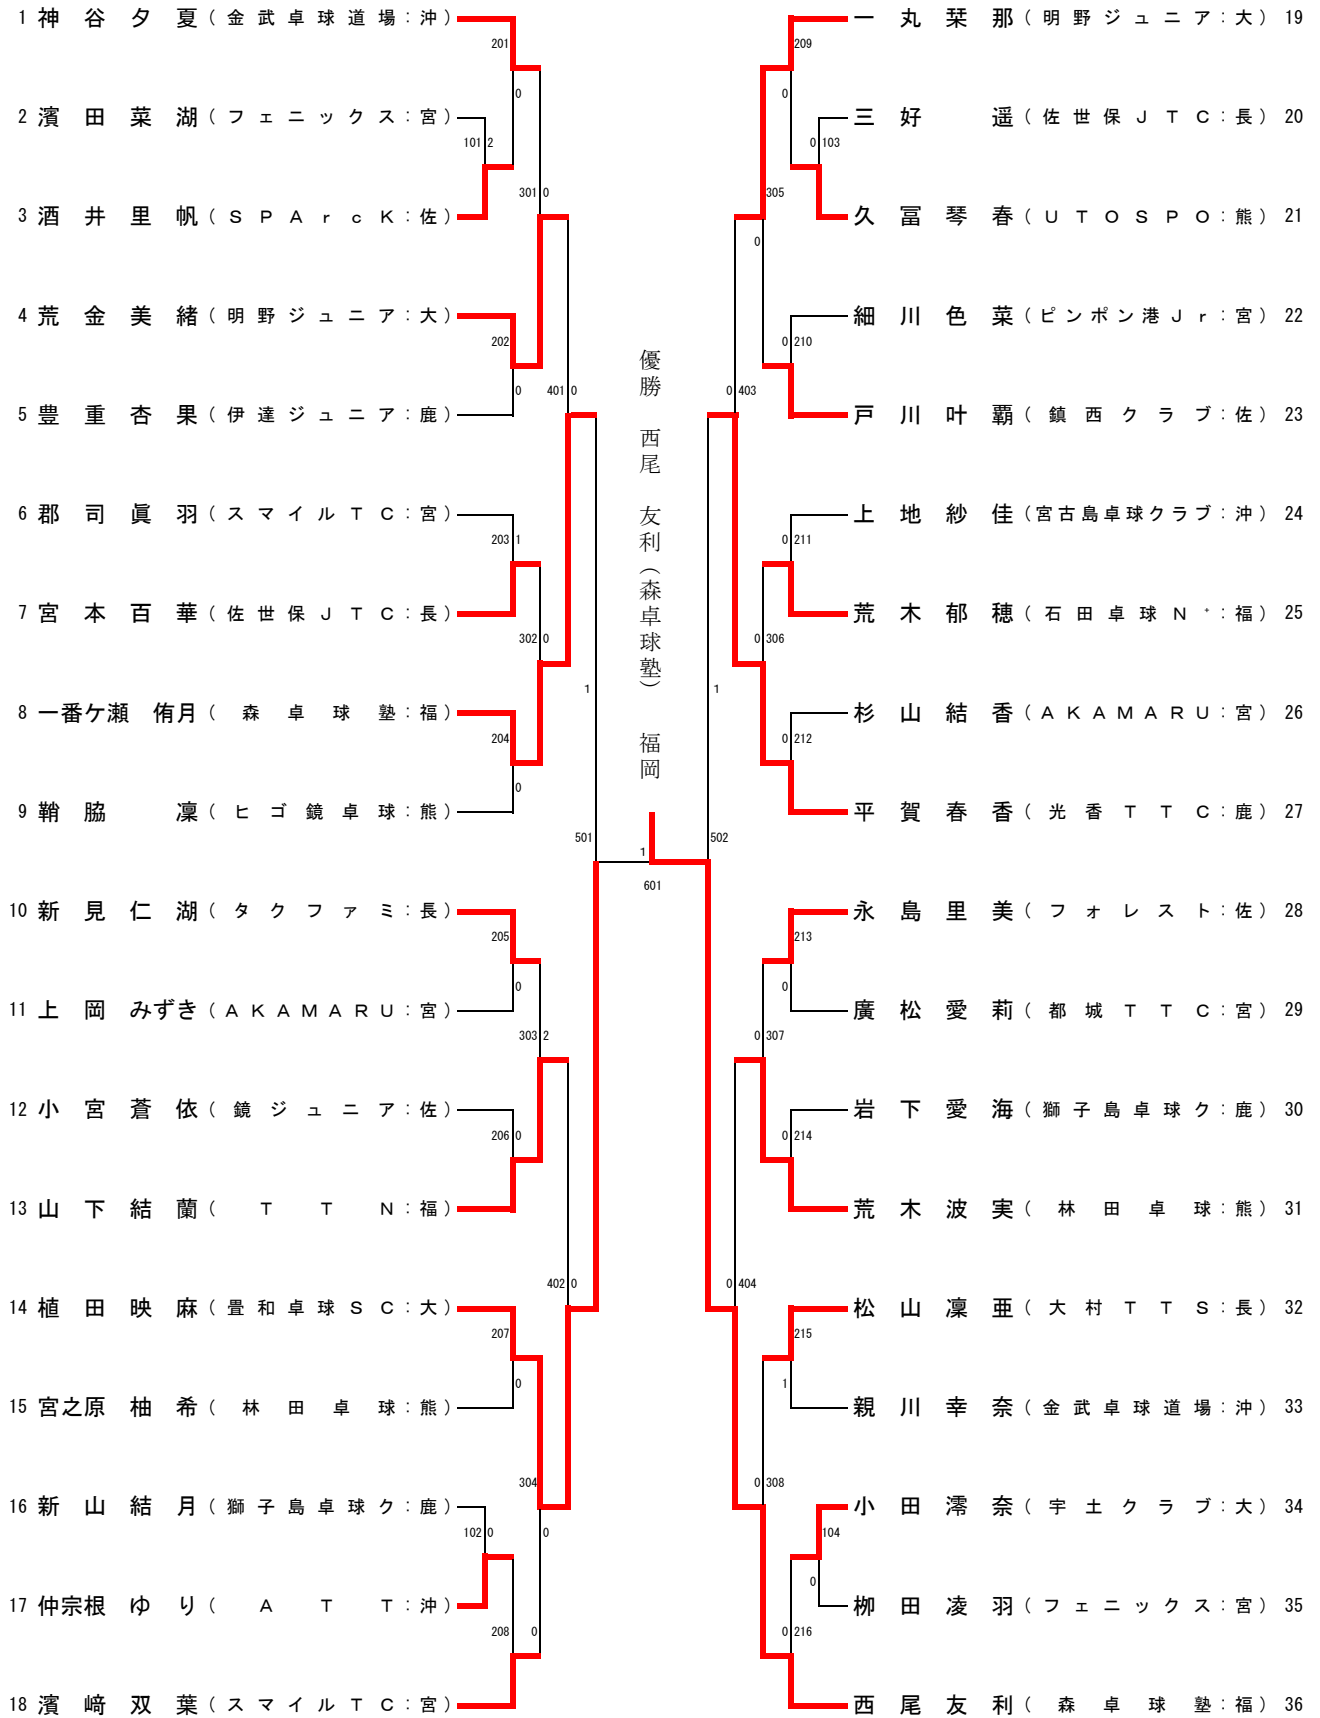 1 神谷夕夏(金武卓球道場:沖)
201
0
2 濱田菜湖(フェニックス:宮)
101 2
3 酒井里帆(SPArcK:佐)
301 0
4 荒金美緒(明野ジュニア:大)
202
0
5 豊重杏果(伊達ジュニア:鹿)
401 0
6 郡司眞羽(スマイルTC:宮)
203 1
7 宮本百華(佐世保JTC:長)
302 0
8 一番ケ瀬 侑月(森卓球塾:福)
204
0
9 鞘脇 凜(ヒゴ鏡卓球:熊)
501
1
10 新見仁湖(タクファミ:長)
205
0
11 上岡 みずき(AKAMARU:宮)
303 2
12 小宮蒼依(鏡ジュニア:佐)
206 0
13 山下結蘭(TTN:福)
402 0
14 植田映麻(畳和卓球SC:大)
207
0
15 宮之原 柚希(林田卓球:熊)
304
0
16 新山結月(獅子島卓球ク:鹿)
102 0
17 仲宗根 ゆり(ATT:沖)
208 0
18 濱﨑双葉(スマイルTC:宮)
優勝 西尾 友利(森卓球塾) 福岡
1
601
一丸栞那(明野ジュニア:大) 19
209
0
三好 遥(佐世保JTC:長) 20
0 103
久冨琴春(UTOSPO:熊) 21
305
0
細川色菜(ピンポン港Jr:宮) 22
0 210
戸川叶覇(鎮西クラブ:佐) 23
0 403
上地紗佳(宮古島卓球クラブ:沖) 24
0 211
荒木郁穂(石田卓球N⁺:福) 25
0 306
杉山結香(AKAMARU:宮) 26
0 212
平賀春香(光香TTC:鹿) 27
1
502
永島里美(フォレスト:佐) 28
213
0
廣松愛莉(都城TTC:宮) 29
0 307
岩下愛海(獅子島卓球ク:鹿) 30
0 214
荒木波実(林田卓球:熊) 31
0 404
松山凜亜(大村TTS:長) 32
215
1
親川幸奈(金武卓球道場:沖) 33
0 308
小田澪奈(宇土クラブ:大) 34
104
0
柳田凌羽(フェニックス:宮) 35
0 216
西尾友利(森卓球塾:福) 36